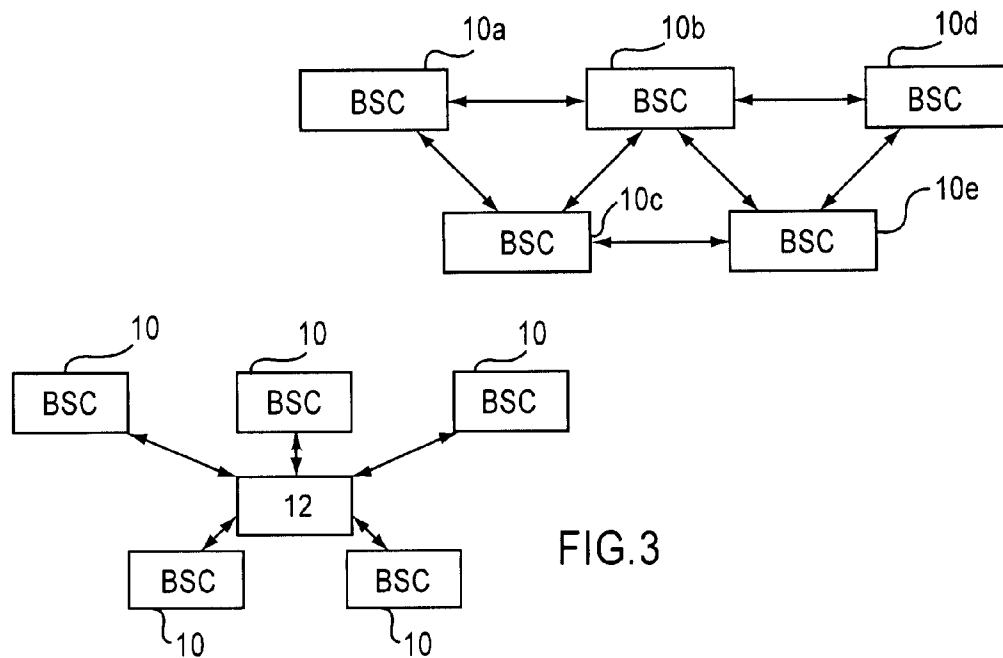 10a 10b 10d
BSC BSC BSC
10c 10e
BSC BSC
10 10 10
BSC BSC BSC
12
FIG.3
BSC BSC
10 10